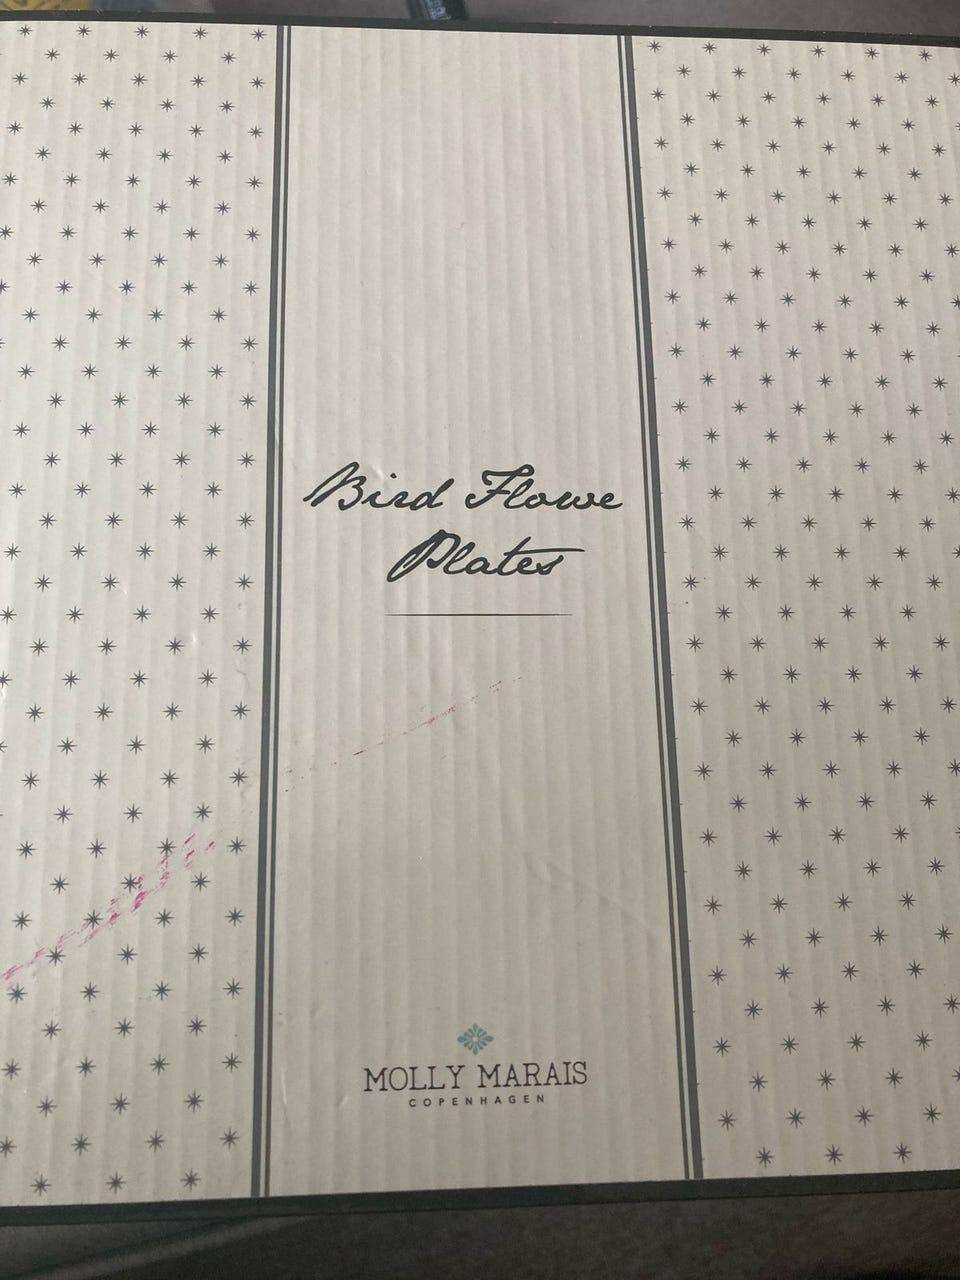 Bird Flowe
Plates
MOLLY MARAIS
COPENHAGEN